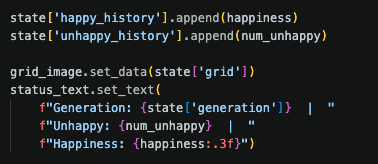 state['happy_history'].append(happiness)
state['unhappy_history'].append(num_unhappy)

grid_image.set_data(state['grid'])
status_text.set_text(
    f"Generation: {state['generation']}  |  "
    f"Unhappy: {num_unhappy}  |  "
    f"Happiness: {happiness:.3f}")